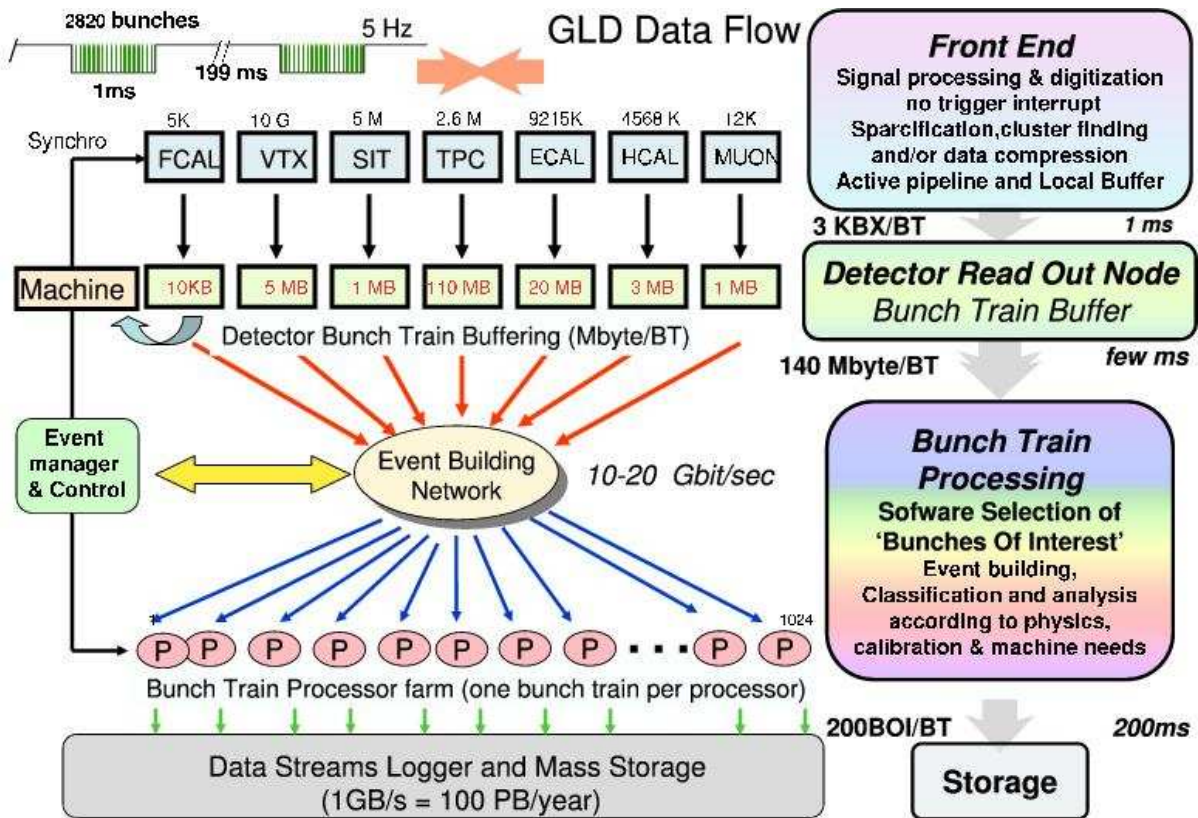 2820 bunches
5 Hz
199 ms
1ms
GLD Data Flow
Synchro
5K 10 G 5 M 2.6 M 9215K 4568 K 12K
FCAL VTX SIT TPC ECAL HCAL MUON
Machine
10KB 5 MB 1 MB 110 MB 20 MB 3 MB 1 MB
Detector Bunch Train Buffering (Mbyte/BT)
Event
manager
& Control
Event Building
Network
10-20 Gbit/sec
1 1024
P P P P P P P P P P
Bunch Train Processor farm (one bunch train per processor)
Data Streams Logger and Mass Storage
(1GB/s = 100 PB/year)
Front End
Signal processing & digitization
no trigger interrupt
Sparcification,cluster finding
and/or data compression
Active pipeline and Local Buffer
3 KBX/BT 1 ms
Detector Read Out Node
Bunch Train Buffer
140 Mbyte/BT few ms
Bunch Train
Processing
Sofware Selection of
'Bunches Of Interest'
Event building,
Classification and analysis
according to physics,
calibration & machine needs
200BOI/BT 200ms
Storage